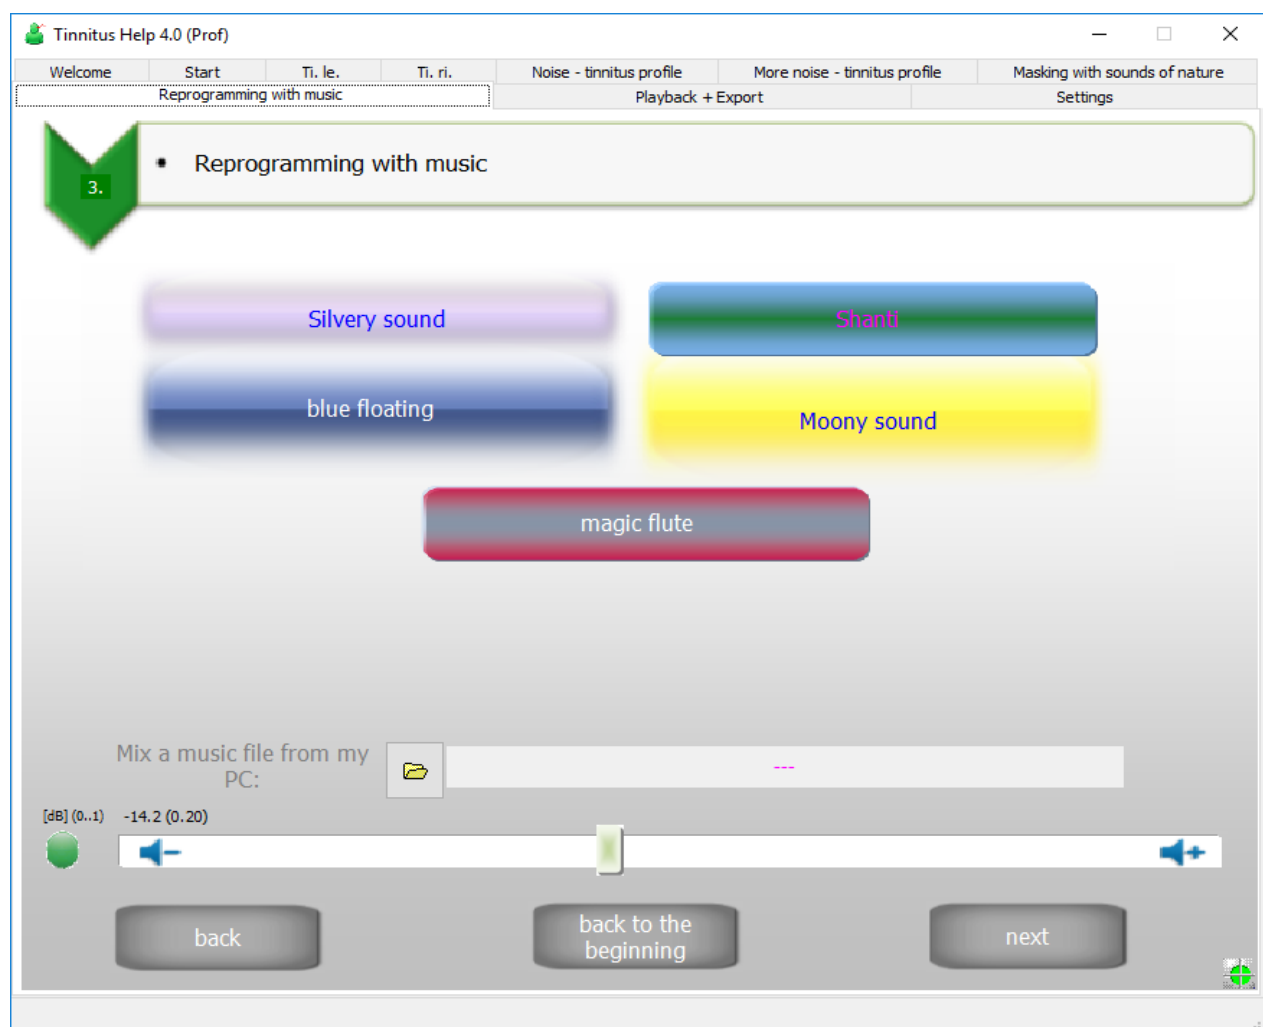 Tinnitus Help 4.0 (Prof)
Welcome Start Ti. le. Ti. ri. Noise - tinnitus profile More noise - tinnitus profile Masking with sounds of nature
Reprogramming with music Playback + Export Settings
3.
• Reprogramming with music
Silvery sound
Shanti
blue floating
Moony sound
magic flute
Mix a music file from my
PC:
---
[dB] (0..1) -14.2 (0.20)
back
back to the
beginning
next